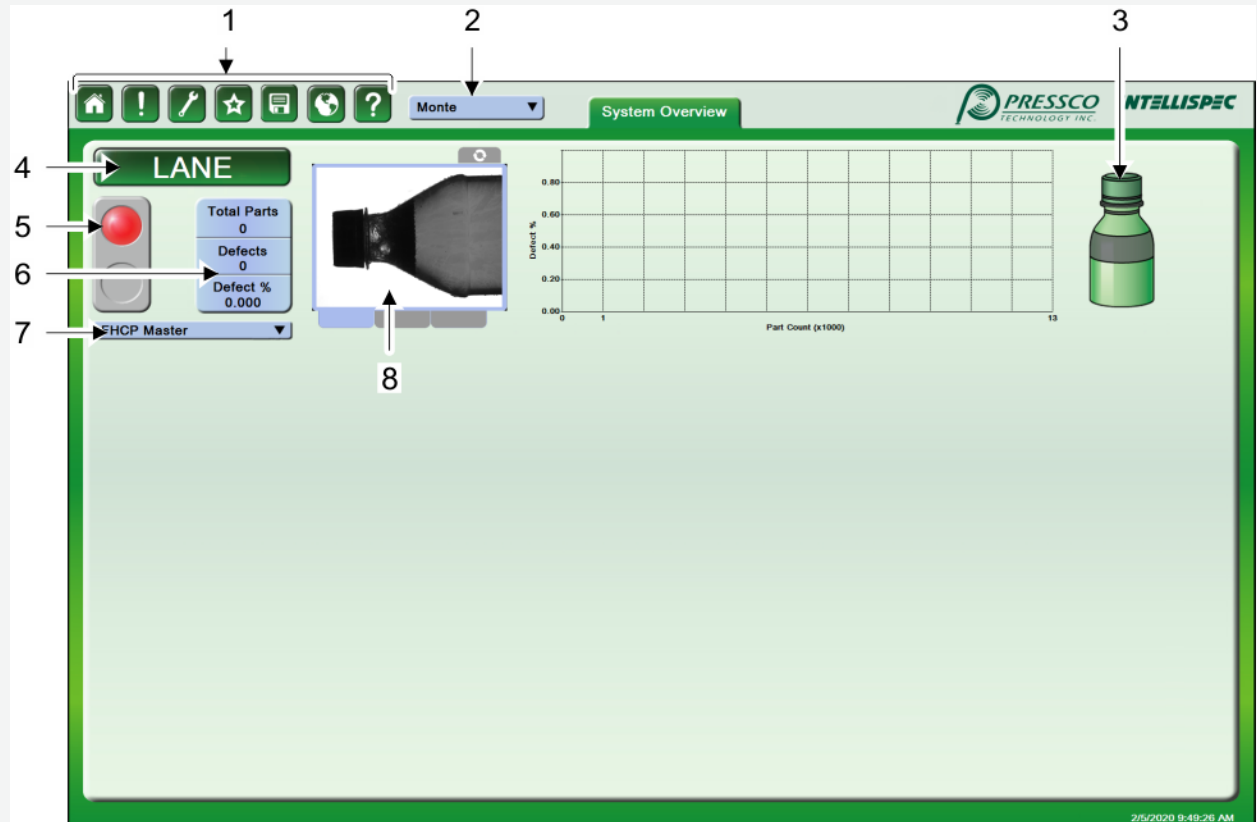 1
2
3
! ?
Monte
System Overview
PRESSCO
TECHNOLOGY INC.
NTELLISPEC
4
LANE
5
Total Parts
0
Defects
0
6
Defect %
0.000
7
EHCP Master
8
Defect %
0.80
0.60
0.40
0.20
0.00
0
1
13
Part Count (x1000)
2/5/2020 9:49:26 AM